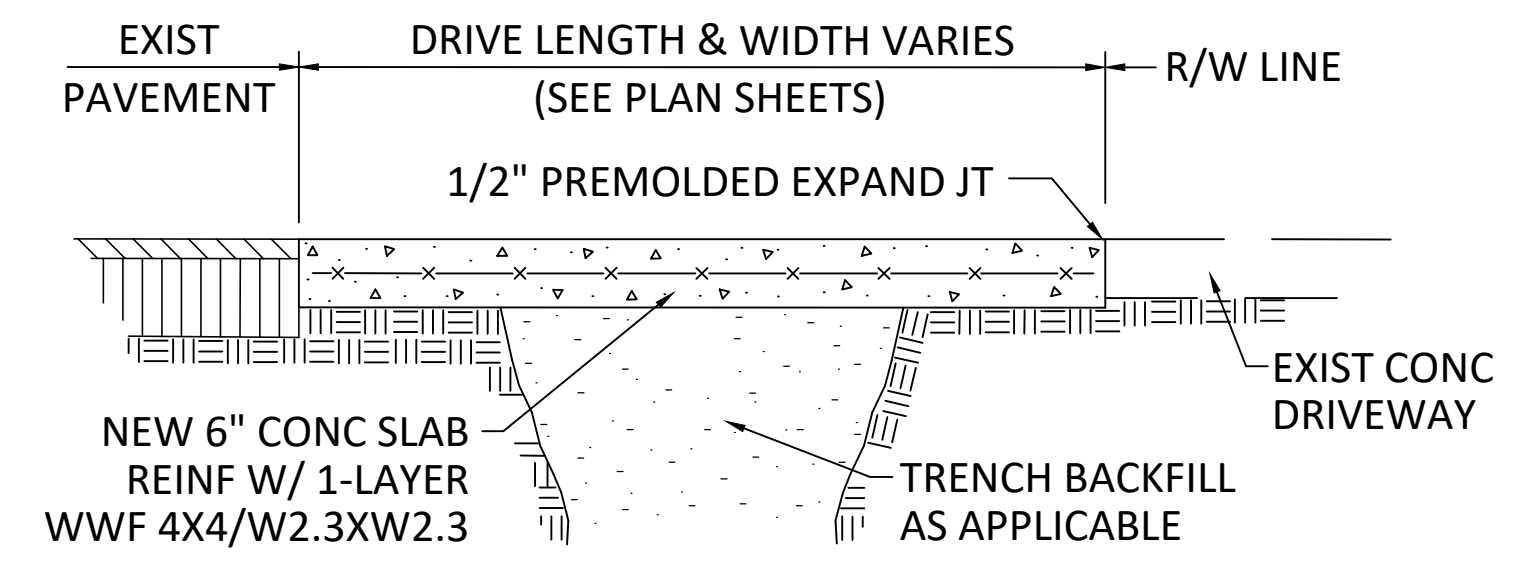 EXIST
PAVEMENT
DRIVE LENGTH & WIDTH VARIES
(SEE PLAN SHEETS)
R/W LINE
1/2" PREMOLDED EXPAND JT
NEW 6" CONC SLAB
REINF W/ 1-LAYER
WWF 4X4/W2.3XW2.3
TRENCH BACKFILL
AS APPLICABLE
EXIST CONC
DRIVEWAY